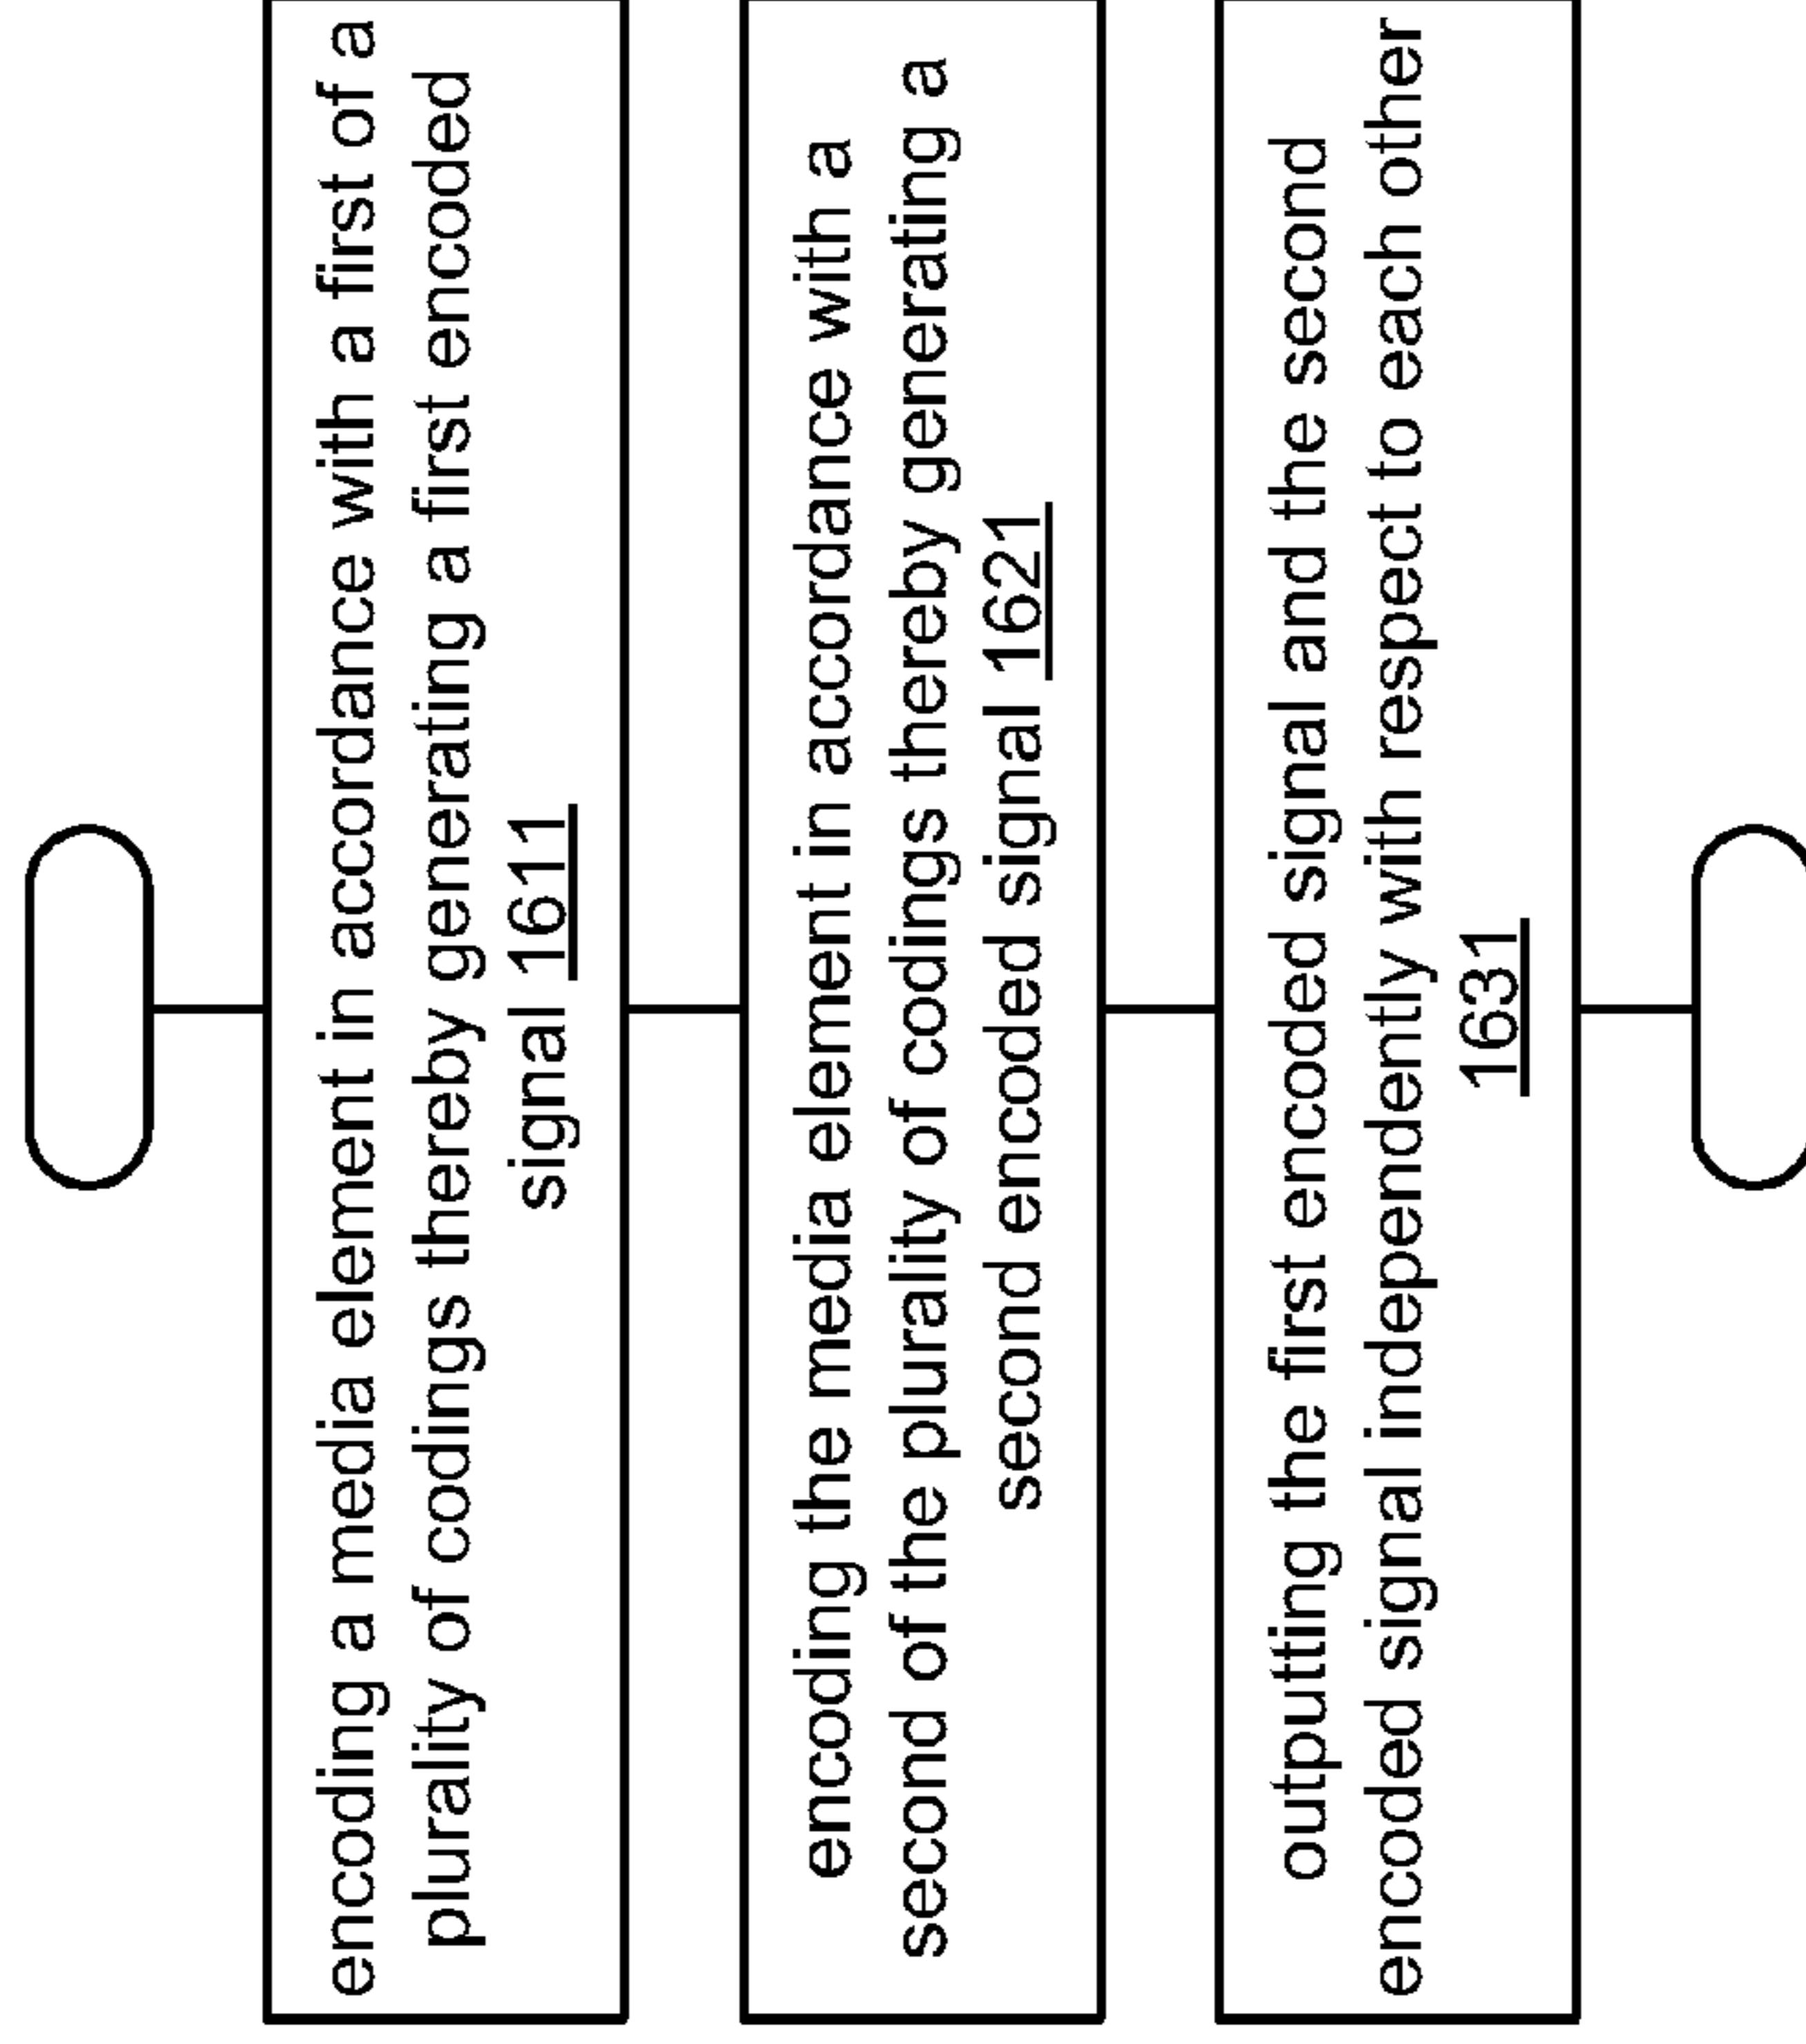 encoding a media element in accordance with a first of a
plurality of codings thereby generating a first encoded
signal 1611
encoding the media element in accordance with a
second of the plurality of codings thereby generating a
second encoded signal 1621
outputting the first encoded signal and the second
encoded signal independently with respect to each other
1631